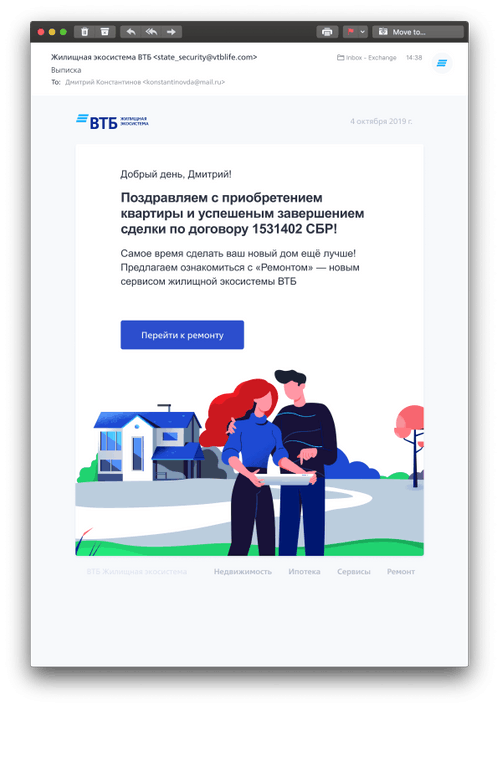 Move to...
Жилищная экосистема ВТБ <state_security@vtblife.com>
Inbox - Exchange 14:38
Выписка
To: Дмитрий Константинов <konstantinovda@mail.ru>
ВТБ ЖИЛИЩНАЯ
ЭКОСИСТЕМА
4 октября 2019 г.
Добрый день, Дмитрий!
Поздравляем с приобретением
квартиры и успешеным завершением
сделки по договору 1531402 СБР!
Самое время сделать ваш новый дом ещё лучше!
Предлагаем ознакомиться с «Ремонтом» — новым
сервисом жилищной экосистемы ВТБ
Перейти к ремонту
ВТБ Жилищная экосистема Недвижимость Ипотека Сервисы Ремонт